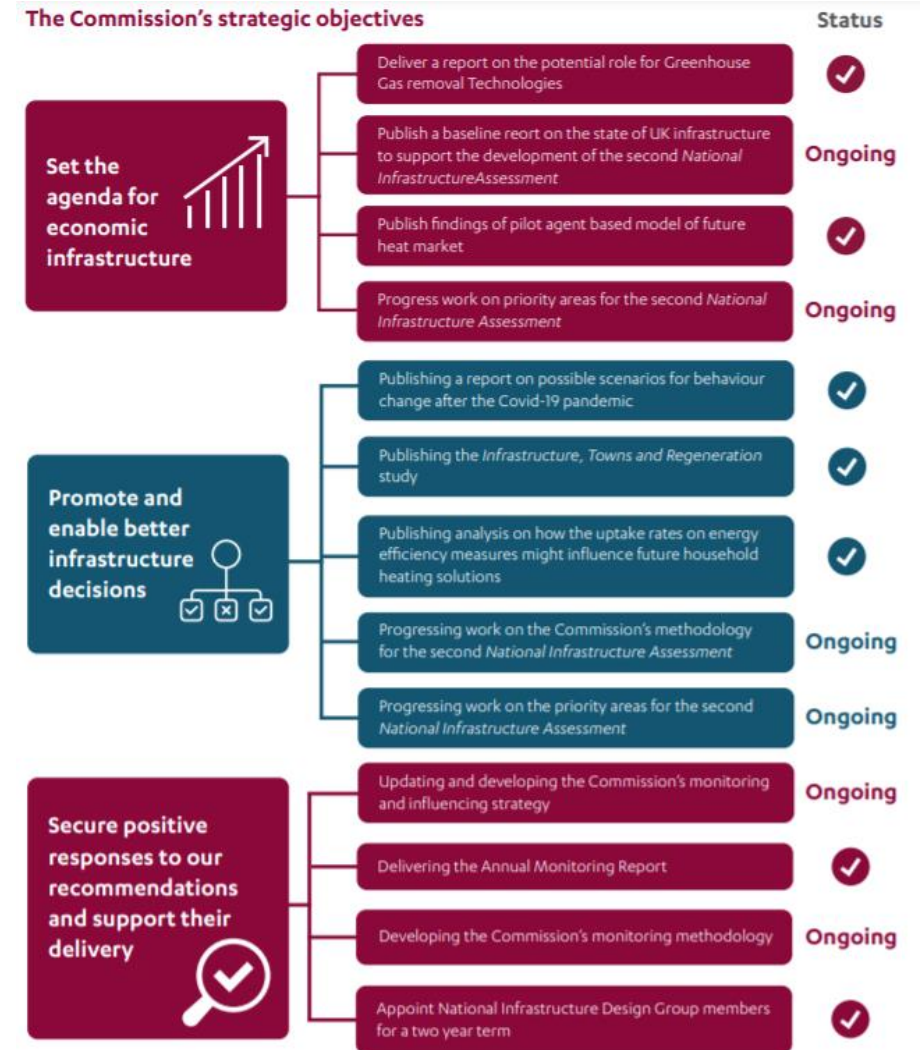 The Commission's strategic objectives
Status
Set the
agenda for
economic
infrastructure
Deliver a report on the potential role for Greenhouse
Gas removal Technologies
Publish a baseline reort on the state of UK infrastructure
Ongoing
to support the development of the second National
InfrastructureAssessment
Publish findings of pilot agent based model of future
heat market
Progress work on priority areas for the second National
Infrastructure Assessment
Ongoing
Promote and
enable better
infrastructure
decisions
Publishing a report on possible scenarios for behaviour
change after the Covid-19 pandemic
Publishing the Infrastructure, Towns and Regeneration
study
Publishing analysis on how the uptake rates on energy
efficiency measures might influence future household
heating solutions
Progressing work on the Commission's methodology
for the second National Infrastructure Assessment
Ongoing
Progressing work on the priority areas for the second
National Infrastructure Assessment
Ongoing
Secure positive
responses to our
recommendations
and support their
delivery
Updating and developing the Commission's monitoring
and influencing strategy
Ongoing
Delivering the Annual Monitoring Report
Developing the Commission's monitoring methodology
Ongoing
Appoint National Infrastructure Design Group members
for a two year term